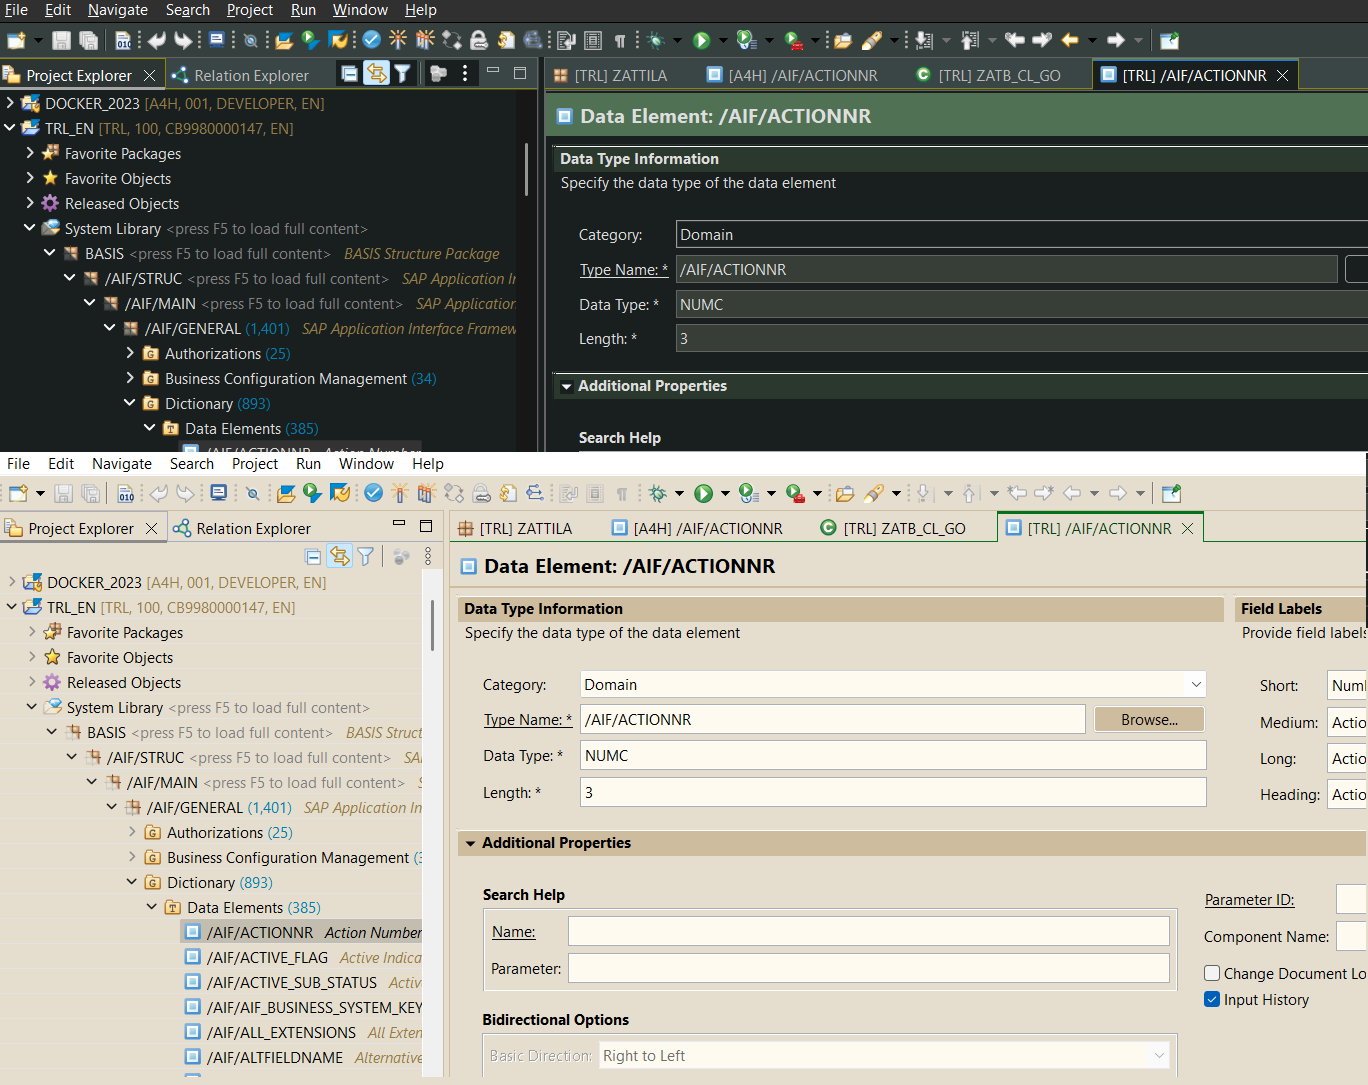 File Edit Navigate Search Project Run Window Help
Project Explorer Relation Explorer
[TRL] ZATTILA [A4H] /AIF/ACTIONNR [TRL] ZATB_CL_GO [TRL] /AIF/ACTIONNR
DOCKER_2023 [A4H, 001, DEVELOPER, EN]
TRL_EN [TRL, 100, CB9980000147, EN]
Favorite Packages
Favorite Objects
Released Objects
System Library <press F5 to load full content>
BASIS <press F5 to load full content> BASIS Structure Package
/AIF/STRUC <press F5 to load full content> SAP Application In
/AIF/MAIN <press F5 to load full content> SAP Application
/AIF/GENERAL (1,401) SAP Application Interface Framew
Authorizations (25)
Business Configuration Management (34)
Dictionary (893)
Data Elements (385)
/AIF/ACTIONNR Action Number
Data Element: /AIF/ACTIONNR
Data Type Information
Specify the data type of the data element
Category: Domain
Type Name: * /AIF/ACTIONNR
Data Type: * NUMC
Length: * 3
Additional Properties
Search Help
File Edit Navigate Search Project Run Window Help
Project Explorer Relation Explorer
[TRL] ZATTILA [A4H] /AIF/ACTIONNR [TRL] ZATB_CL_GO [TRL] /AIF/ACTIONNR
DOCKER_2023 [A4H, 001, DEVELOPER, EN]
TRL_EN [TRL, 100, CB9980000147, EN]
Favorite Packages
Favorite Objects
Released Objects
System Library <press F5 to load full content>
BASIS <press F5 to load full content> BASIS Struct
/AIF/STRUC <press F5 to load full content> SA
/AIF/MAIN <press F5 to load full content> S
/AIF/GENERAL (1,401) SAP Application In
Authorizations (25)
Business Configuration Management (3
Dictionary (893)
Data Elements (385)
/AIF/ACTIONNR Action Number
/AIF/ACTIVE_FLAG Active Indica
/AIF/ACTIVE_SUB_STATUS Active
/AIF/AIF_BUSINESS_SYSTEM_KEY
/AIF/ALL_EXTENSIONS All Exten
/AIF/ALTFIELDNAME Alternative
Data Element: /AIF/ACTIONNR
Data Type Information
Specify the data type of the data element
Category: Domain
Type Name: * /AIF/ACTIONNR Browse...
Data Type: * NUMC
Length: * 3
Field Labels
Provide field labels
Short: Num
Medium: Actio
Long: Actio
Heading: Actio
Additional Properties
Search Help
Name:
Parameter:
Parameter ID:
Component Name:
Change Document Lo
Input History
Bidirectional Options
Basic Direction: Right to Left